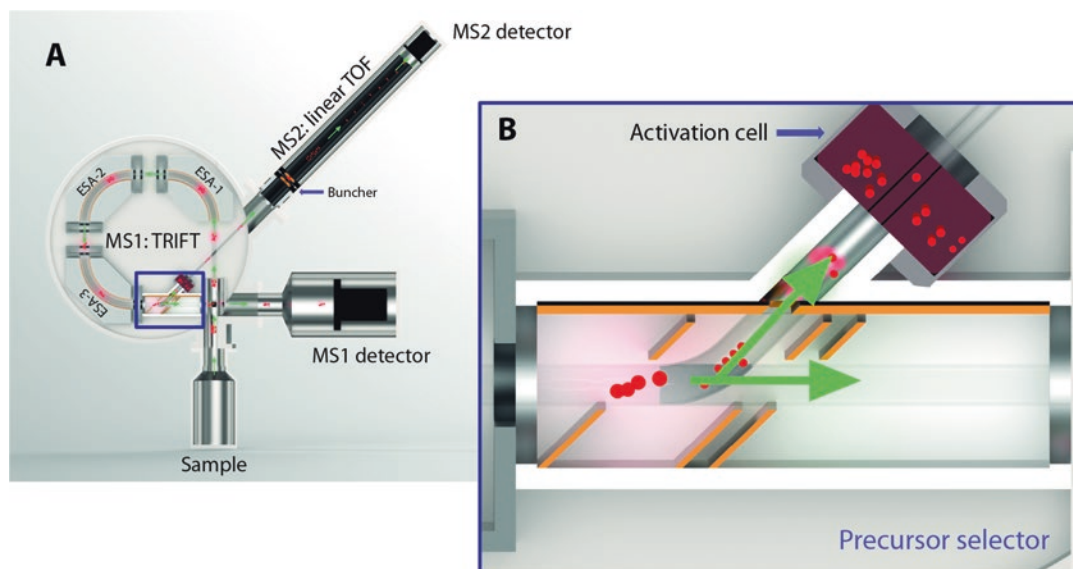 A
MS2 detector
MS2: linear TOF
Buncher
ESA-2
ESA-1
MS1: TRIFT
ESA-3
MS1 detector
Sample
B
Activation cell
Precursor selector